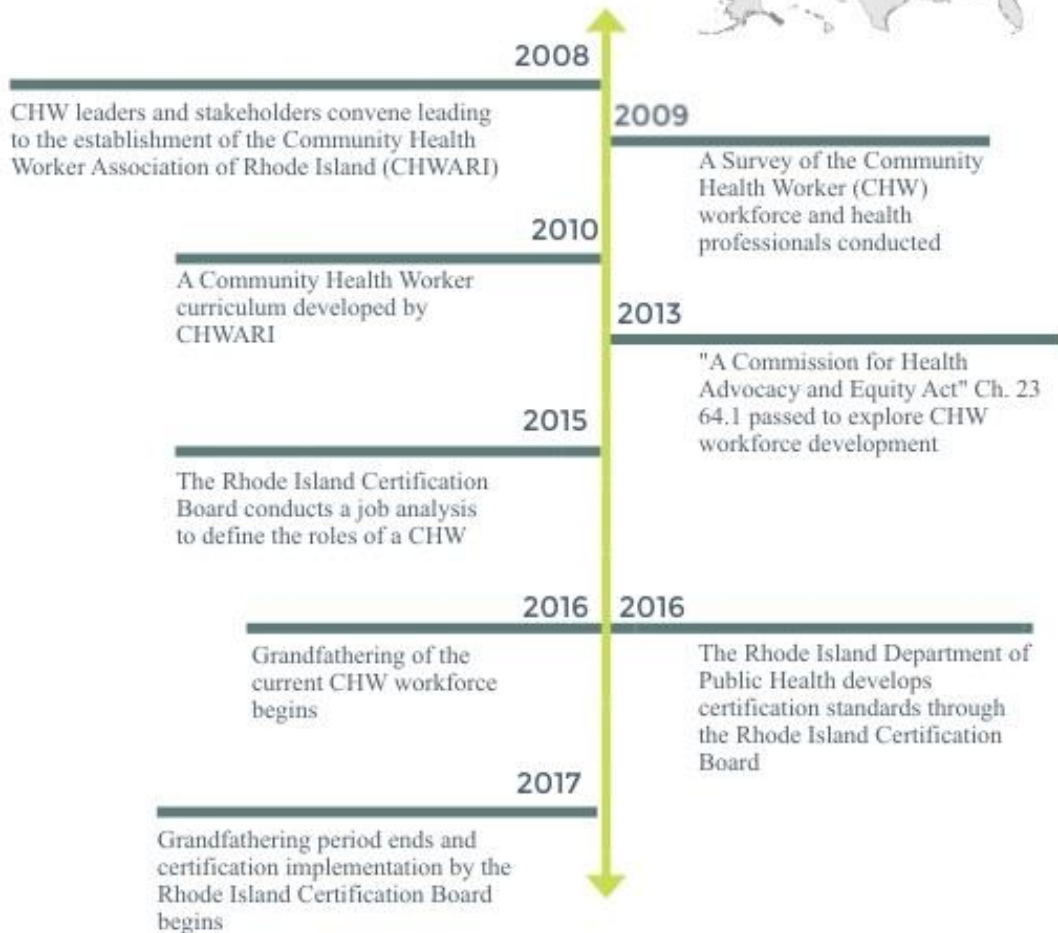 2008
CHW leaders and stakeholders convene leading
to the establishment of the Community Health
Worker Association of Rhode Island (CHWARI)
2009
A Survey of the Community
Health Worker (CHW)
workforce and health
professionals conducted
2010
A Community Health Worker
curriculum developed by
CHWARI
2013
"A Commission for Health
Advocacy and Equity Act" Ch. 23
64.1 passed to explore CHW
workforce development
2015
The Rhode Island Certification
Board conducts a job analysis
to define the roles of a CHW
2016
Grandfathering of the
current CHW workforce
begins
2016
The Rhode Island Department of
Public Health develops
certification standards through
the Rhode Island Certification
Board
2017
Grandfathering period ends and
certification implementation by the
Rhode Island Certification Board
begins